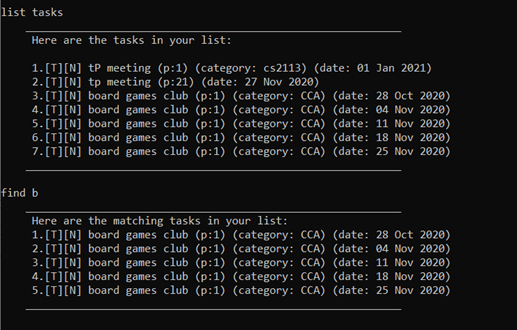 list tasks
____________________________________________________________
Here are the tasks in your list:
1.[T][N] tP meeting (p:1) (category: cs2113) (date: 01 Jan 2021)
2.[T][N] tp meeting (p:21) (date: 27 Nov 2020)
3.[T][N] board games club (p:1) (category: CCA) (date: 28 Oct 2020)
4.[T][N] board games club (p:1) (category: CCA) (date: 04 Nov 2020)
5.[T][N] board games club (p:1) (category: CCA) (date: 11 Nov 2020)
6.[T][N] board games club (p:1) (category: CCA) (date: 18 Nov 2020)
7.[T][N] board games club (p:1) (category: CCA) (date: 25 Nov 2020)
____________________________________________________________
find b
____________________________________________________________
Here are the matching tasks in your list:
1.[T][N] board games club (p:1) (category: CCA) (date: 28 Oct 2020)
2.[T][N] board games club (p:1) (category: CCA) (date: 04 Nov 2020)
3.[T][N] board games club (p:1) (category: CCA) (date: 11 Nov 2020)
4.[T][N] board games club (p:1) (category: CCA) (date: 18 Nov 2020)
5.[T][N] board games club (p:1) (category: CCA) (date: 25 Nov 2020)
____________________________________________________________